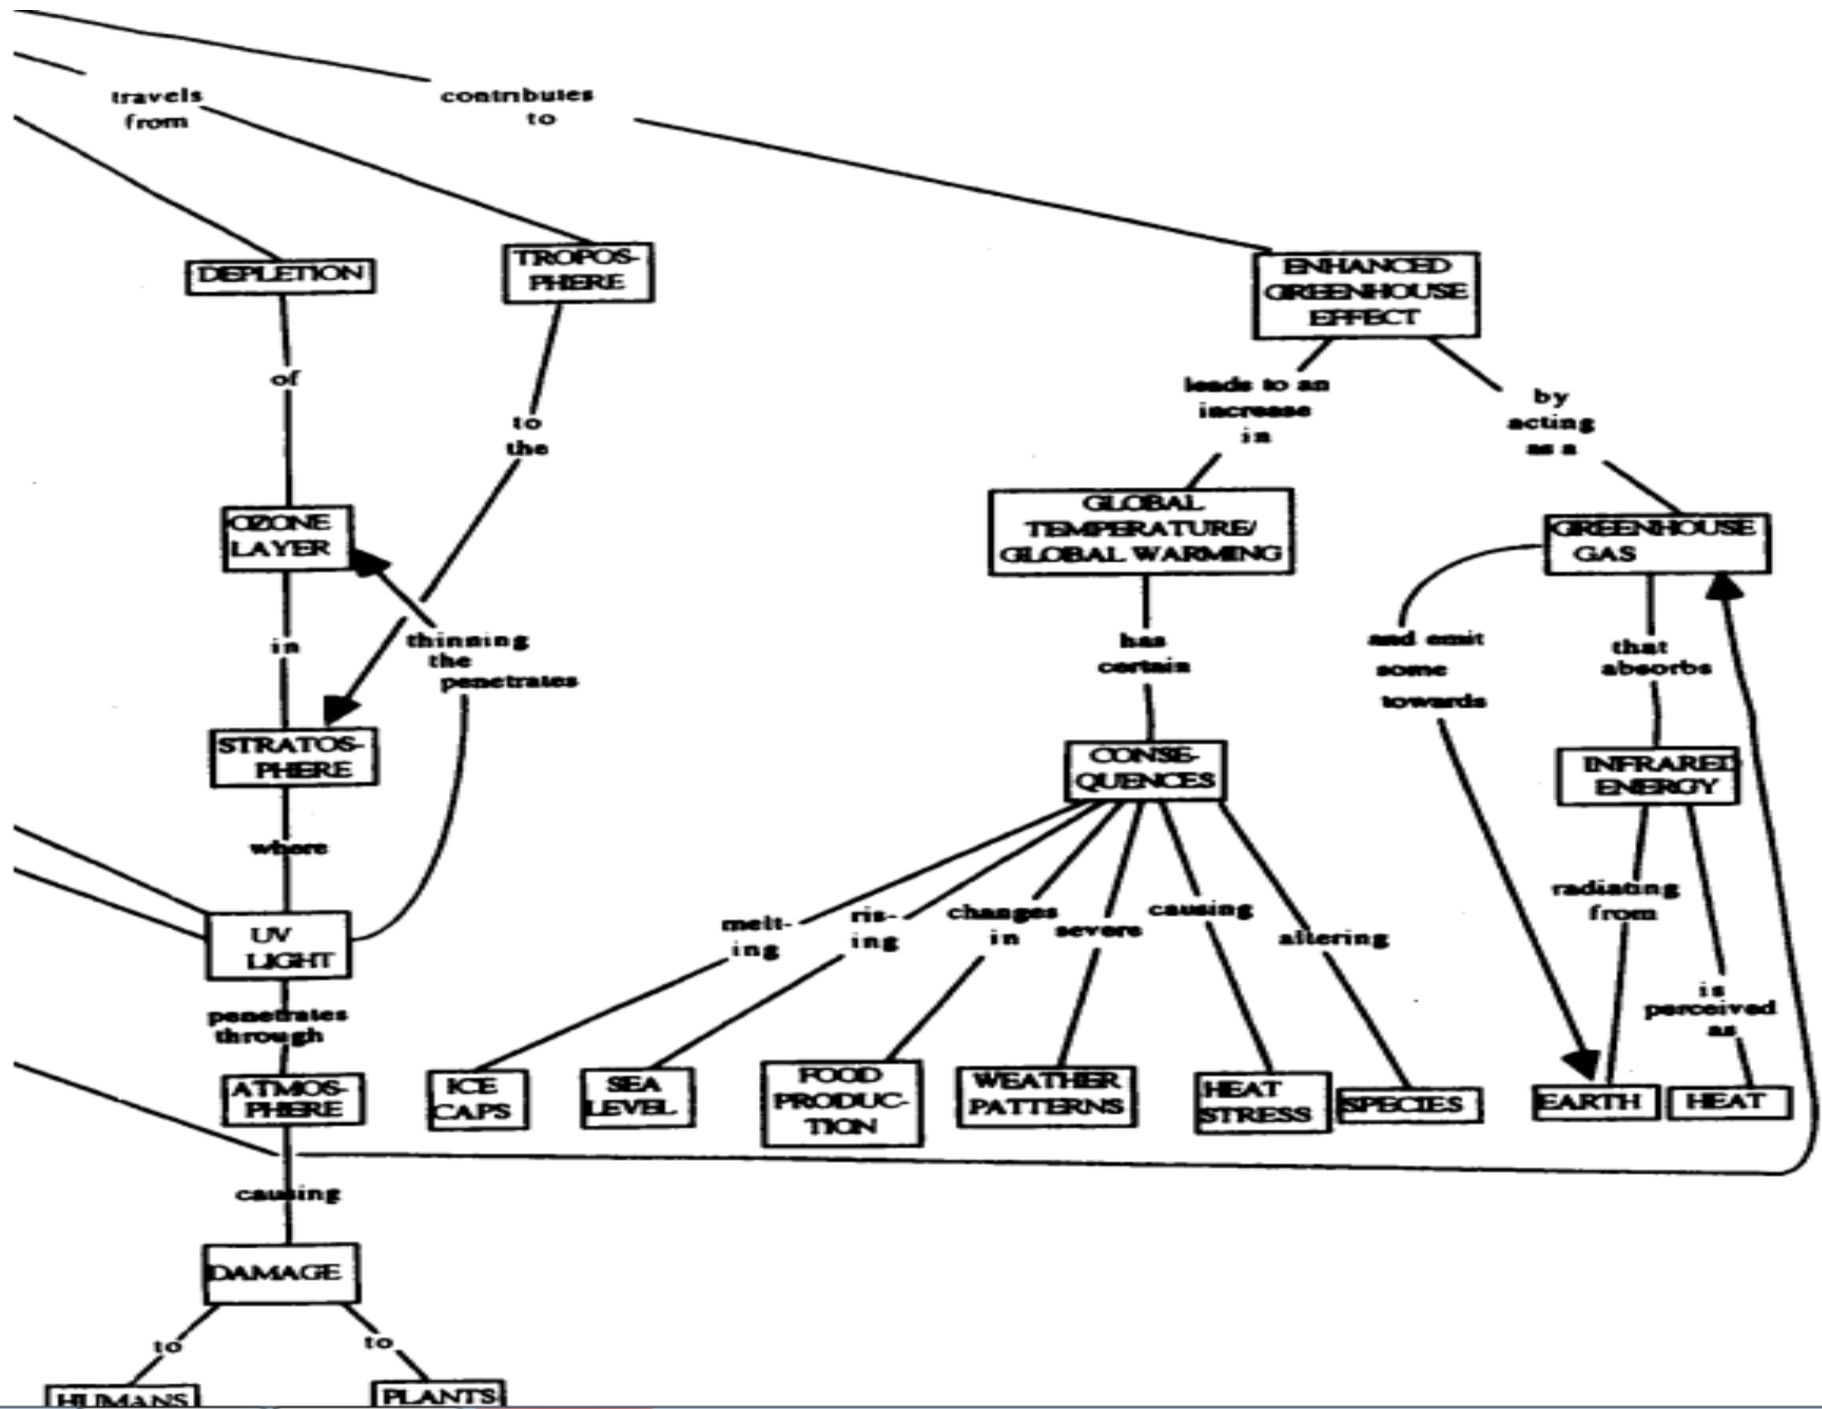 travels
from
contributes
to
DEPLETION
TROPOS-
PHERE
ENHANCED
GREENHOUSE
EFFECT
of
to
the
leads to an
increase
in
by
acting
as a
OZONE
LAYER
GLOBAL
TEMPERATURE/
GLOBAL WARMING
GREENHOUSE
GAS
in
thinning
the
penetrates
has
certain
and emit
some
towards
that
absorbs
STRATOS-
PHERE
CONSE-
QUENCES
INFRARED
ENERGY
where
melt-
ing
ris-
ing
changes
in
severe
causing
altering
radiating
from
UV
LIGHT
is
perceived
as
penetrates
through
ATMOS-
PHERE
ICE
CAPS
SEA
LEVEL
FOOD
PRODUC-
TION
WEATHER
PATTERNS
HEAT
STRESS
SPECIES
EARTH
HEAT
causing
DAMAGE
to
to
HUMANS
PLANTS